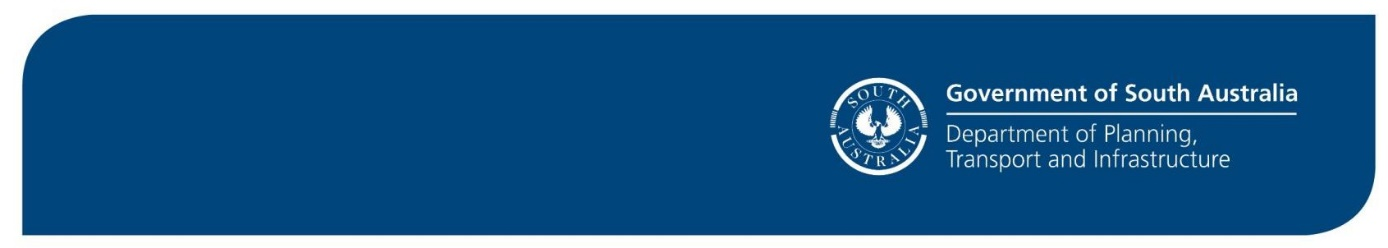 SOUTH
AUSTRALIA
Government of South Australia
Department of Planning,
Transport and Infrastructure